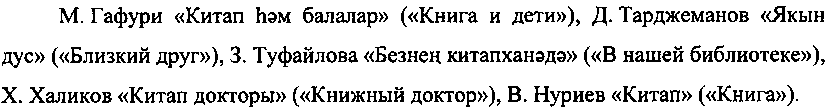 М. Гафури «Китап һәм балалар» («Книга и дети»), Д. Тарджеманов «Якын
дус» («Близкий друг»), З. Туфайлова «Безнең китапханәдә» («В нашей библиотеке»),
Х. Халиков «Китап докторы» («Книжный доктор»), В. Нуриев «Китап» («Книга»).